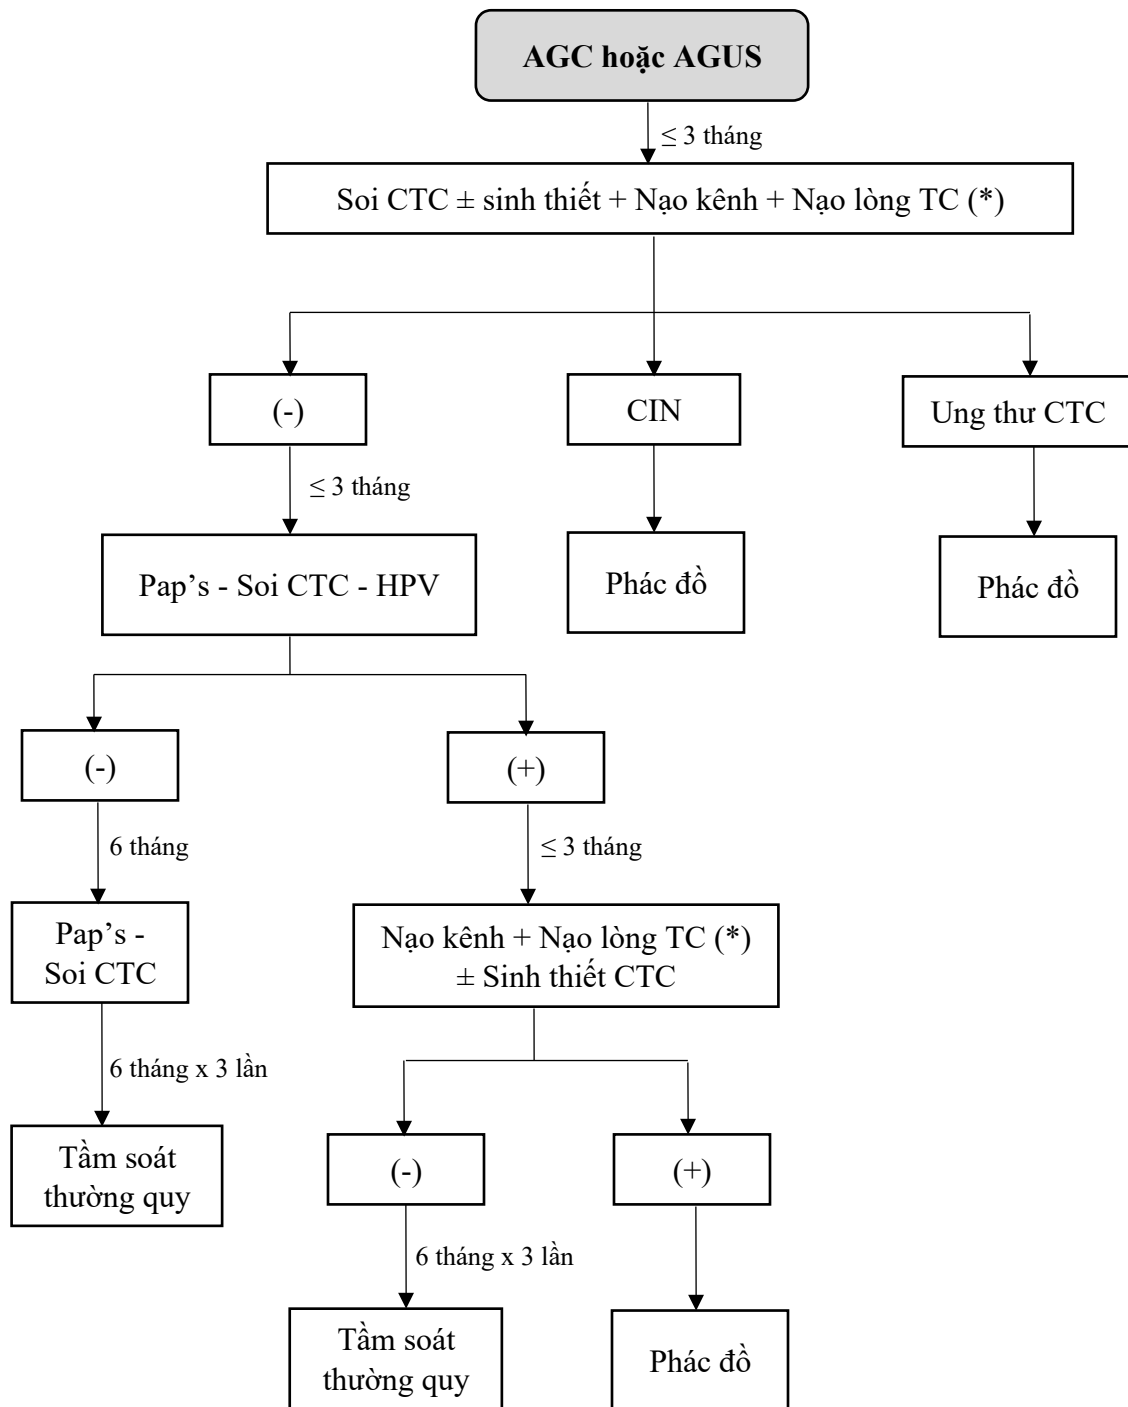 AGC hoặc AGUS
≤ 3 tháng
Soi CTC ± sinh thiết + Nạo kênh + Nạo lòng TC (*)
(-)
CIN
Ung thư CTC
≤ 3 tháng
Pap’s - Soi CTC - HPV
Phác đồ
Phác đồ
(-)
(+)
6 tháng
≤ 3 tháng
Pap’s -
Soi CTC
Nạo kênh + Nạo lòng TC (*)
± Sinh thiết CTC
6 tháng x 3 lần
Tầm soát
thường quy
(-)
(+)
6 tháng x 3 lần
Tầm soát
thường quy
Phác đồ